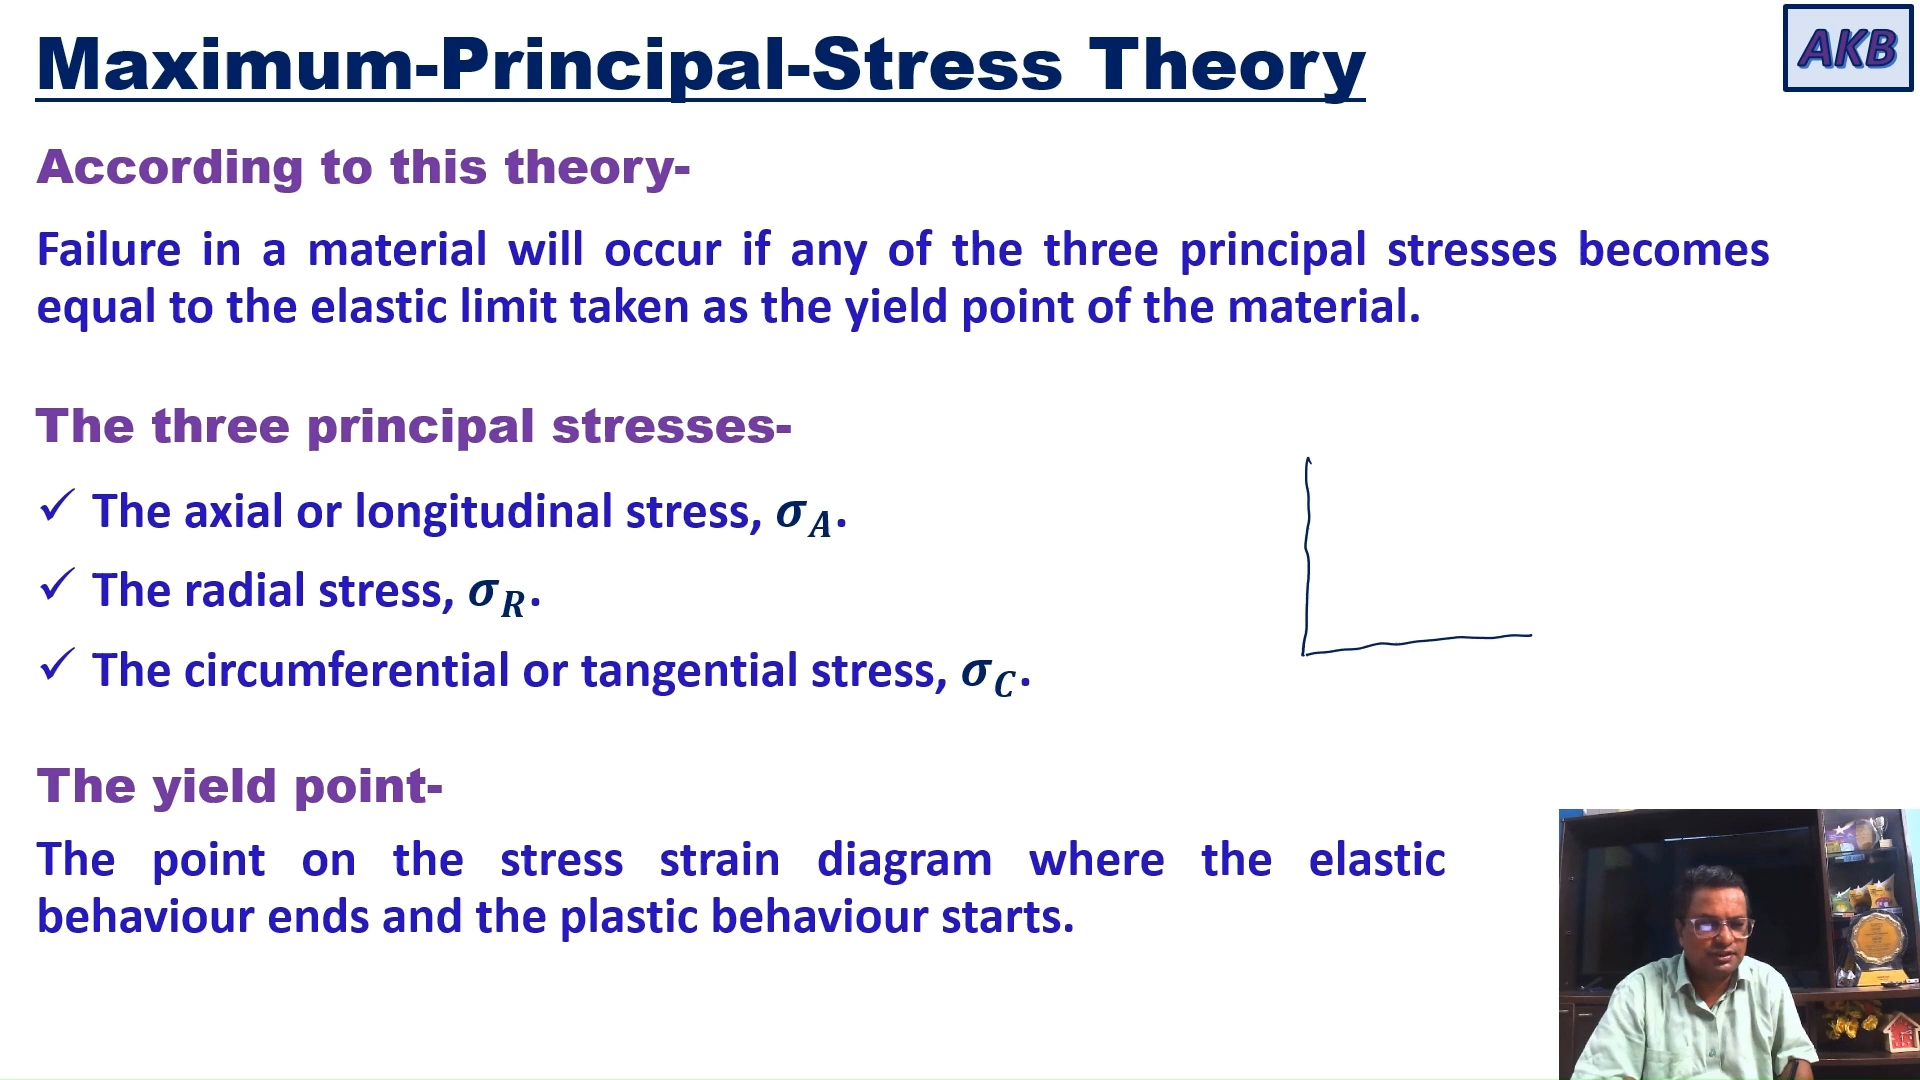 Maximum-Principal-Stress Theory
AKB
According to this theory-
Failure in a material will occur if any of the three principal stresses becomes
equal to the elastic limit taken as the yield point of the material.
The three principal stresses-
✓ The axial or longitudinal stress, σ_A.
✓ The radial stress, σ_R.
✓ The circumferential or tangential stress, σ_C.
The yield point-
The point on the stress strain diagram where the elastic
behaviour ends and the plastic behaviour starts.